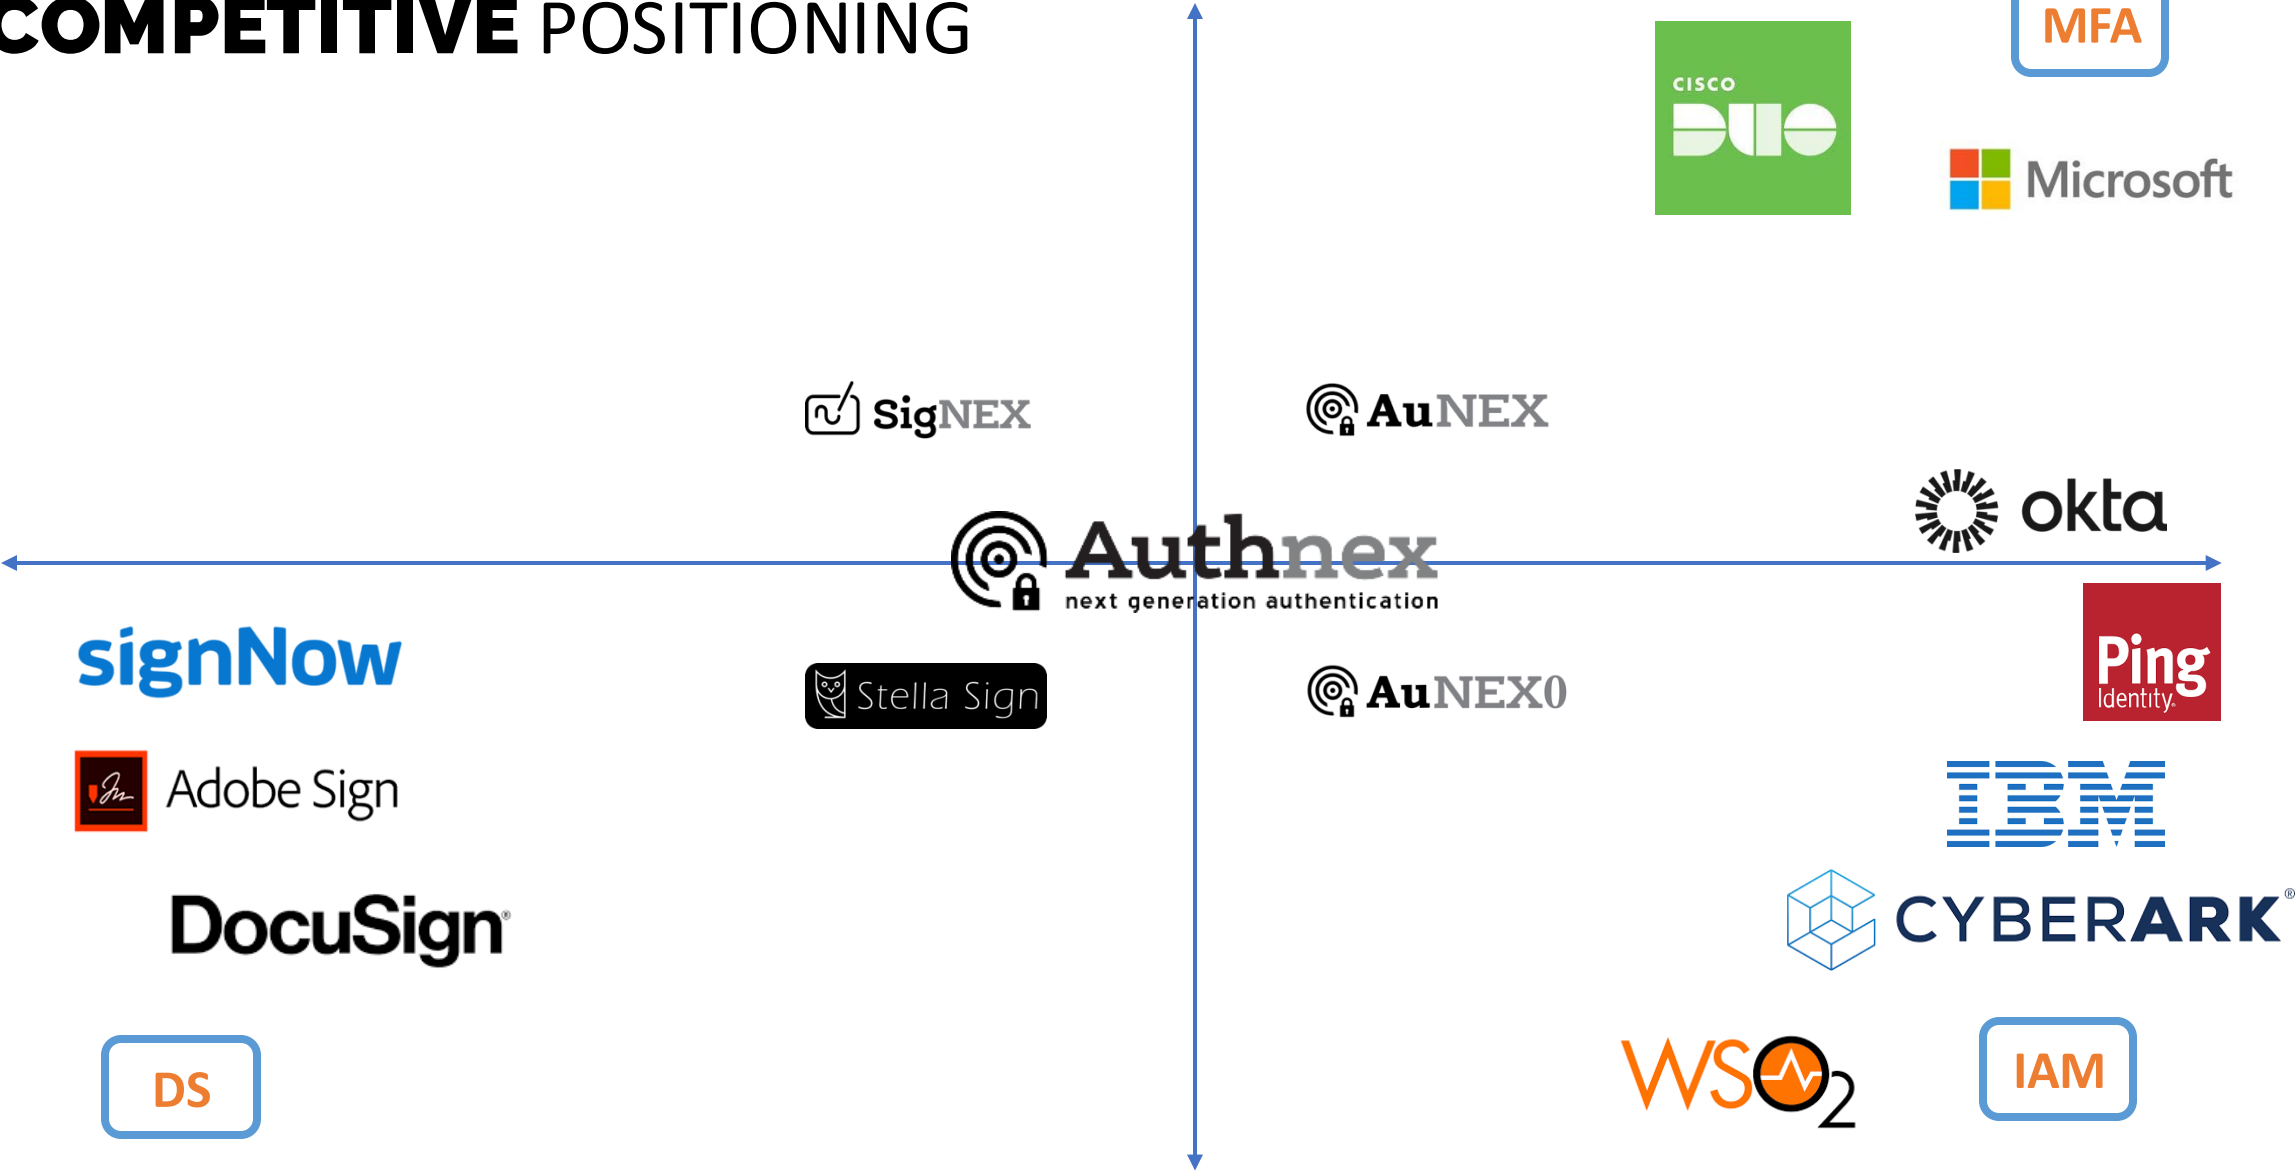 COMPETITIVE POSITIONING
MFA
CISCO
DUO
Microsoft
SigNEX
AuNEX
okta
Authnex
next generation authentication
signNow
Stella Sign
AuNEX0
Ping
Identity®
Adobe Sign
IBM
DocuSign®
CYBERARK®
WSO2
DS
IAM